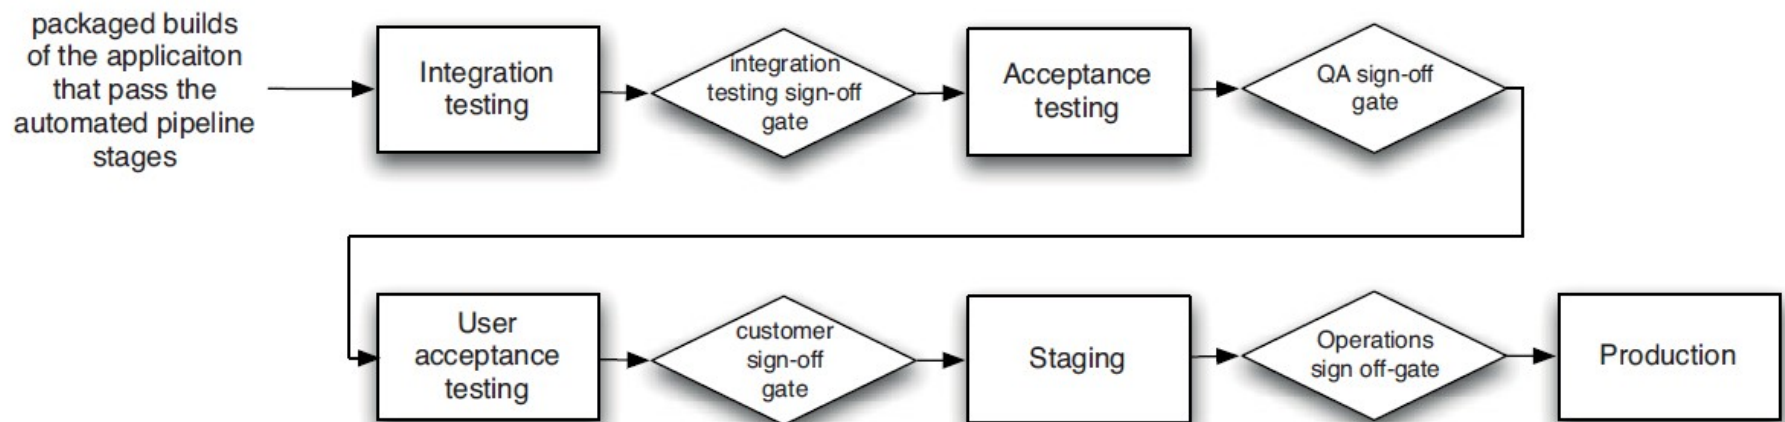 packaged builds
of the applicaiton
that pass the
automated pipeline
stages
Integration
testing
integration
testing sign-off
gate
Acceptance
testing
QA sign-off
gate
User
acceptance
testing
customer
sign-off
gate
Staging
Operations
sign off-gate
Production